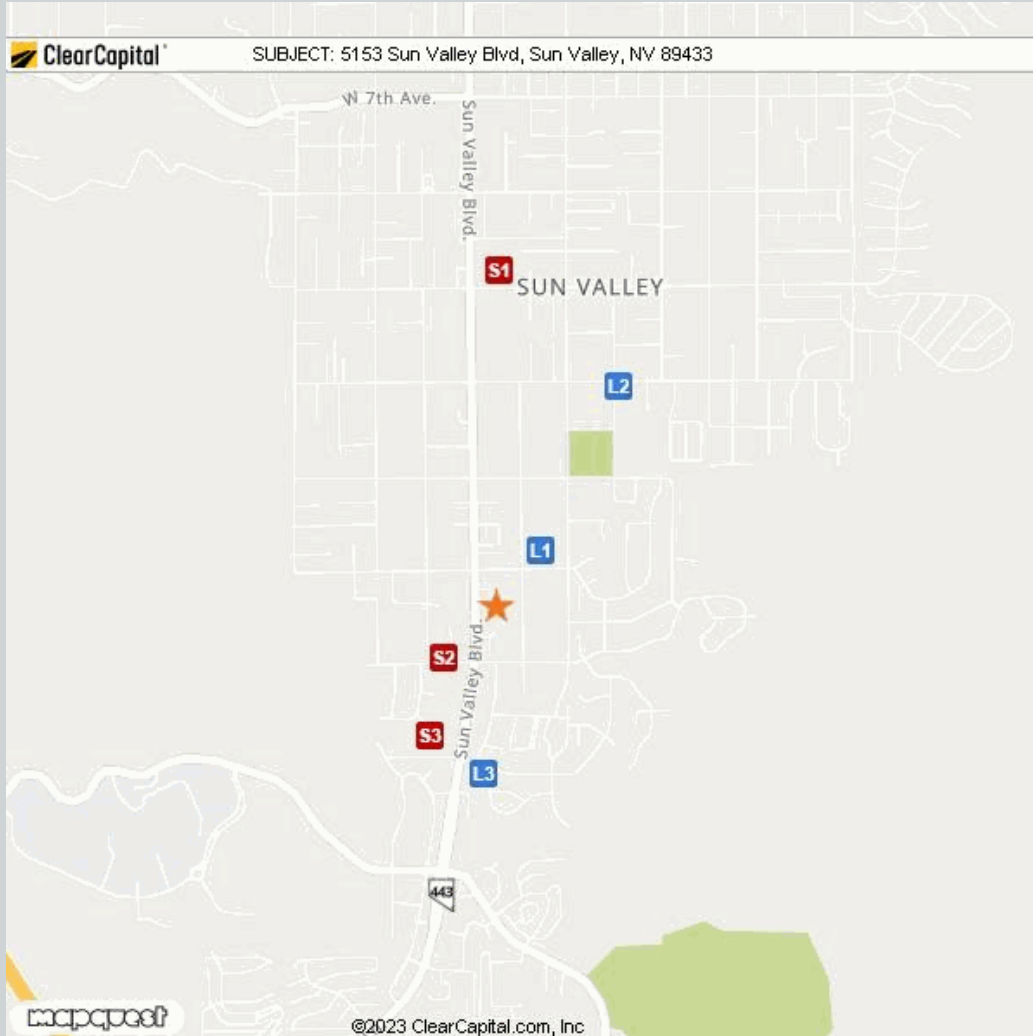 ClearCapital
SUBJECT: 5153 Sun Valley Blvd, Sun Valley, NV 89433
W 7th Ave.
Sun Valley Blvd.
S1
SUN VALLEY
L2
L1
S2
Sun Valley Blvd.
S3
L3
443
mapquest
©2023 ClearCapital.com, Inc